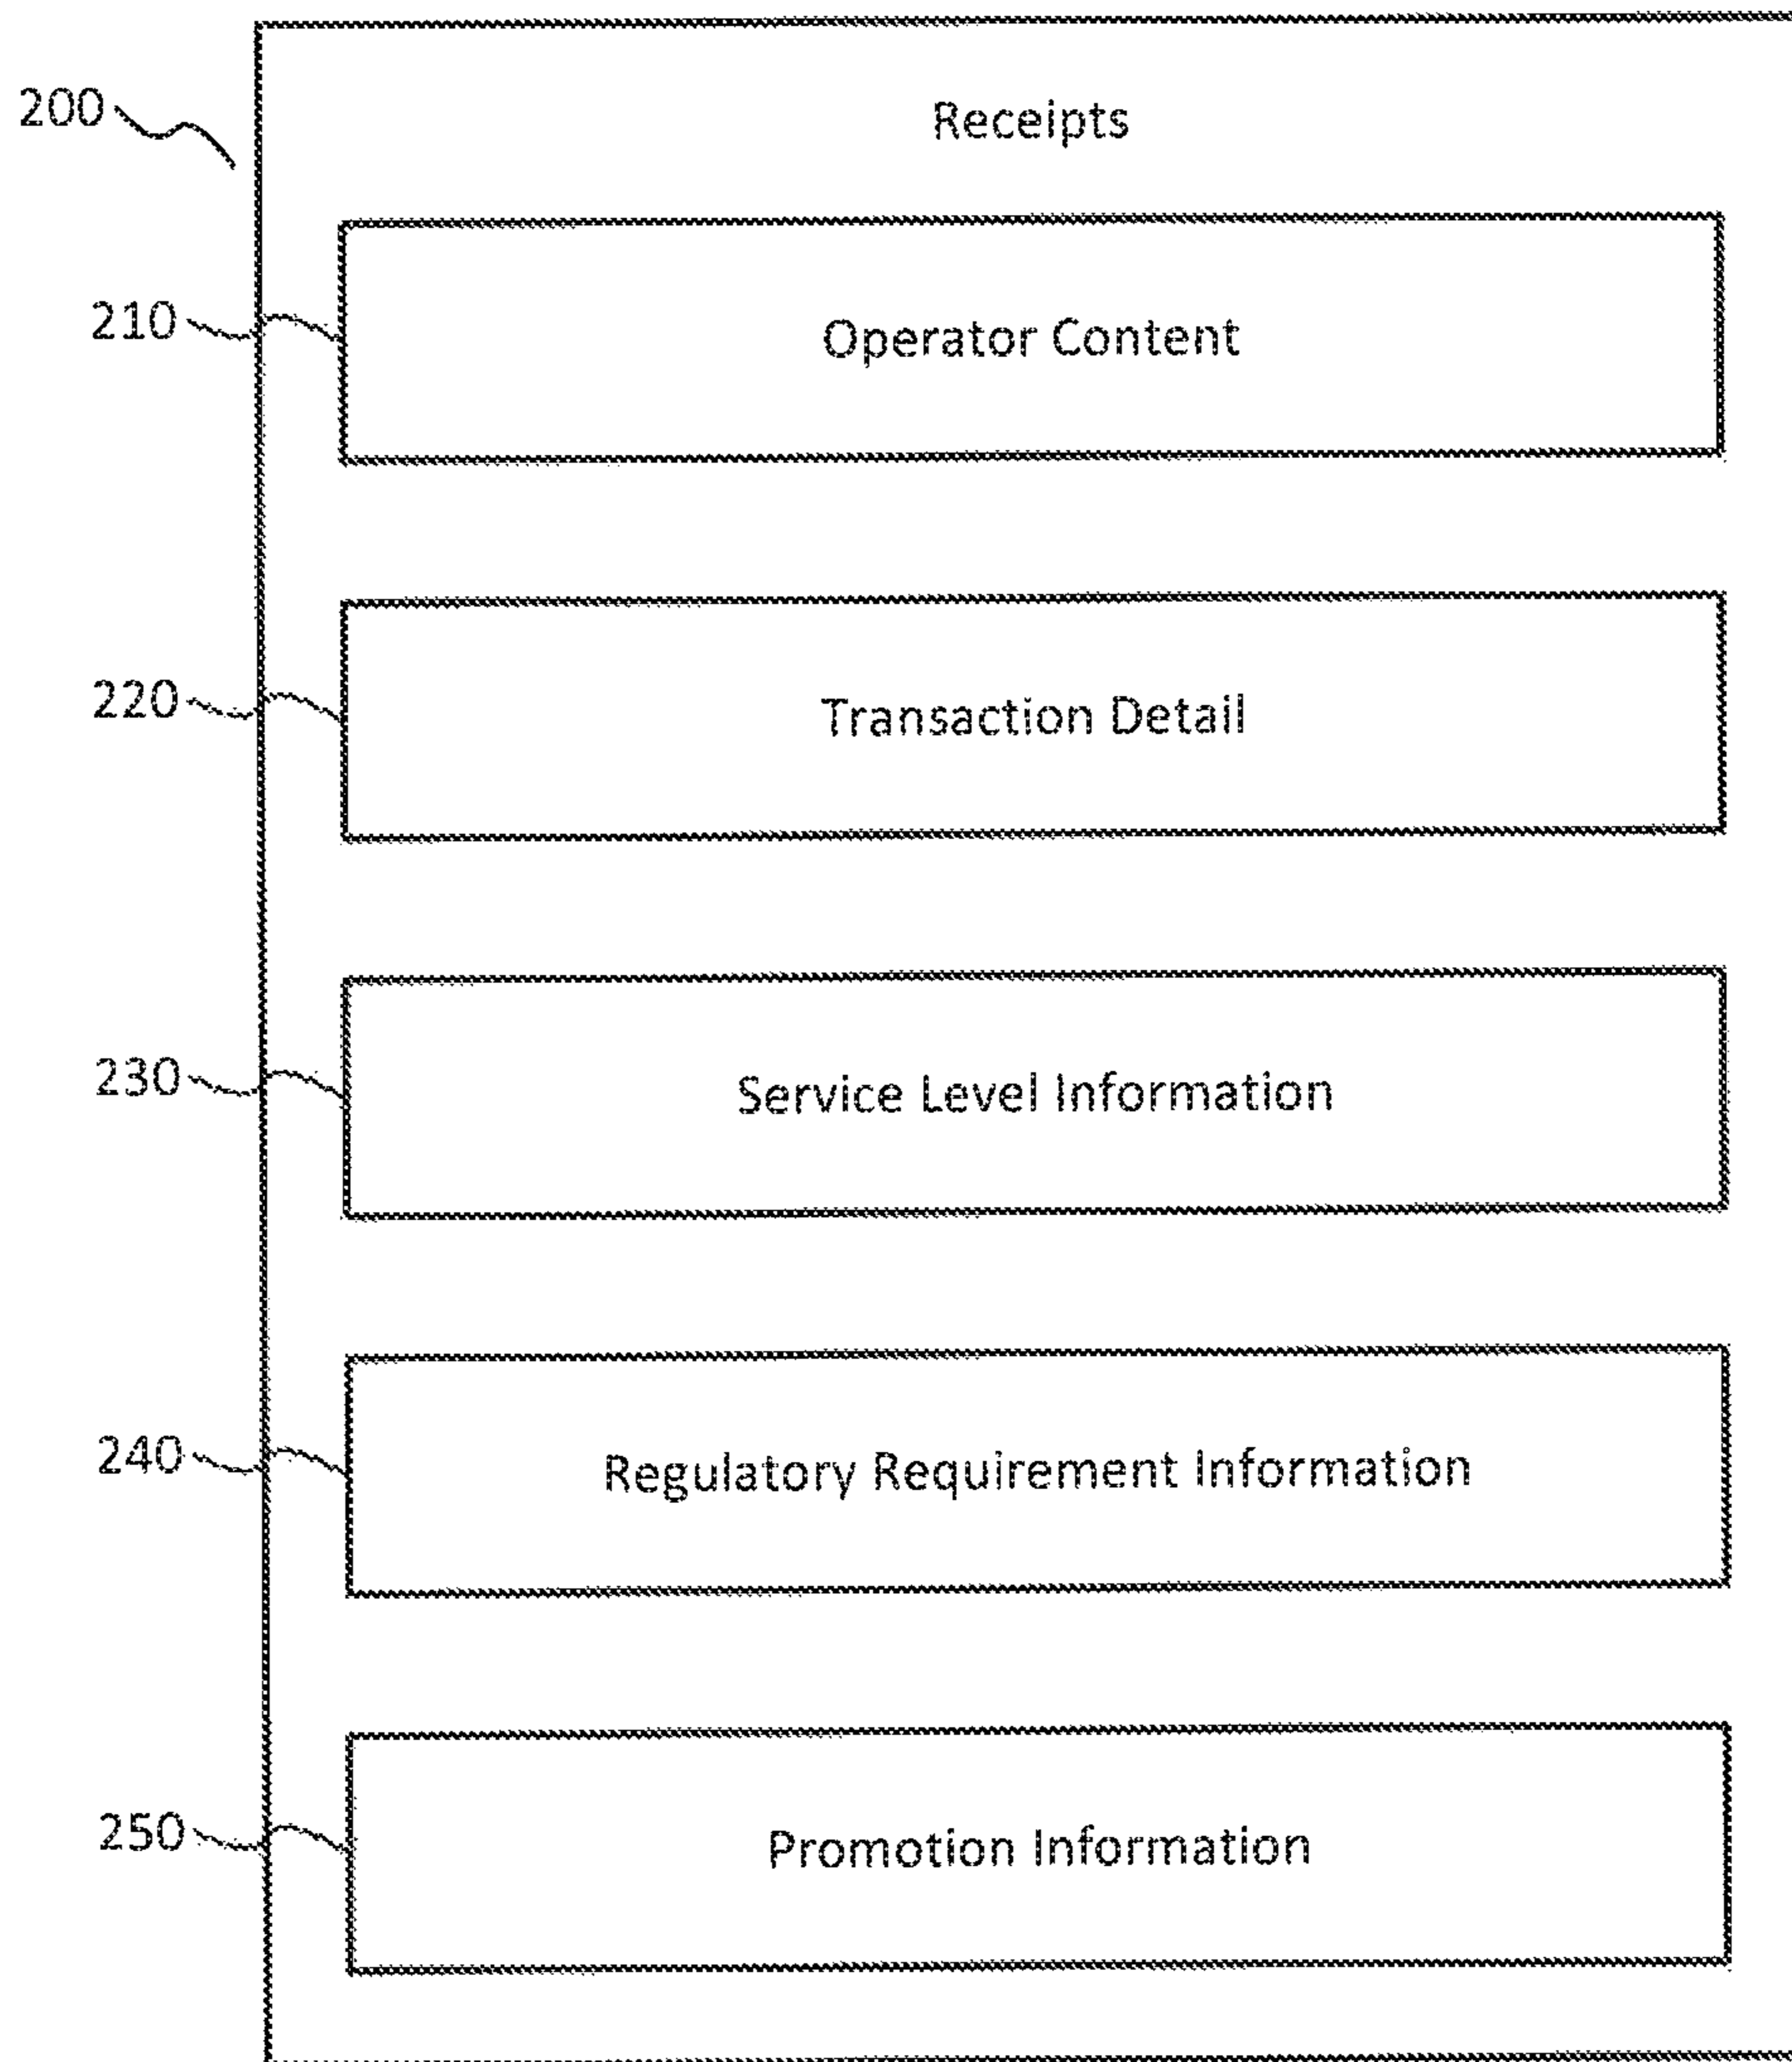 200
Receipts
210
Operator Content
220
Transaction Detail
230
Service Level Information
240
Regulatory Requirement Information
250
Promotion Information